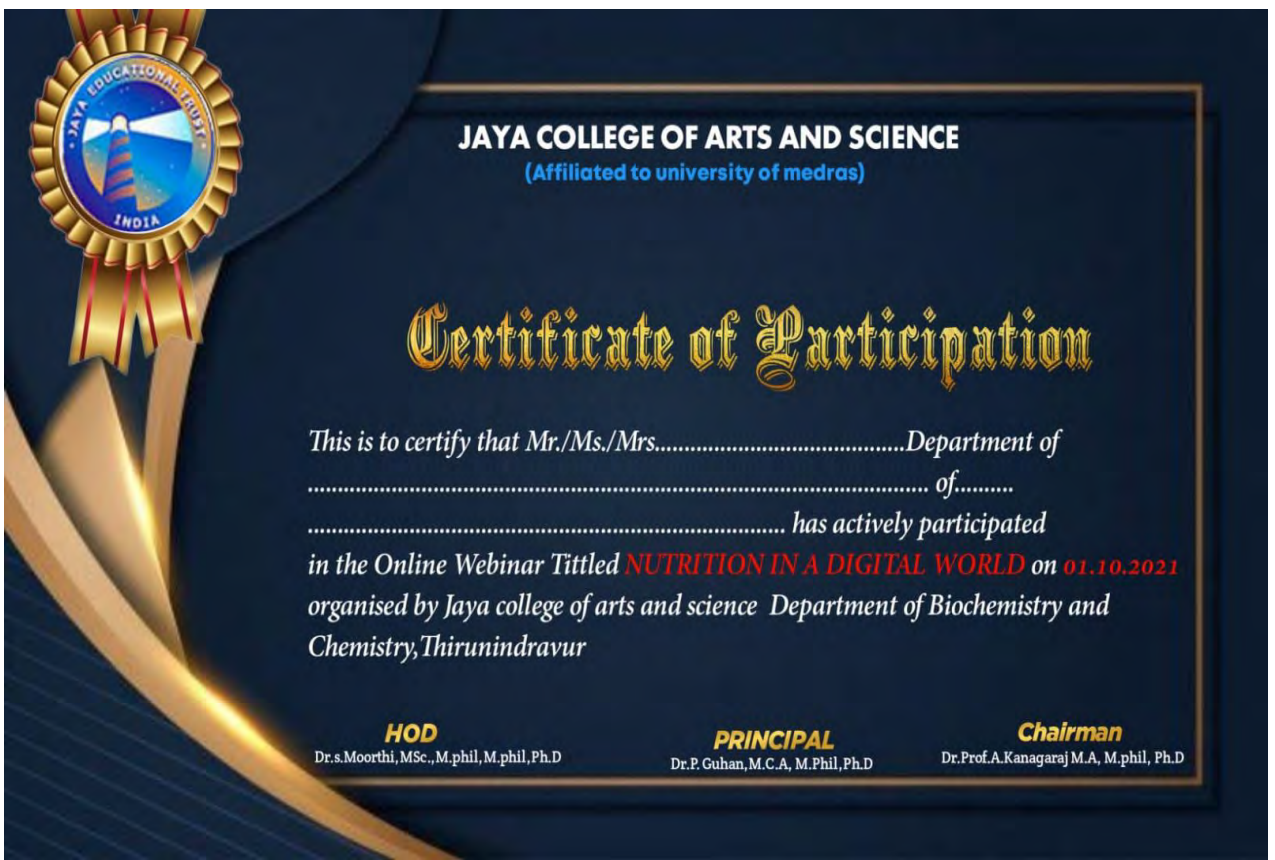 JAYA EDUCATIONAL TRUST
INDIA
JAYA COLLEGE OF ARTS AND SCIENCE
(Affiliated to university of medras)
Certificate of Participation
This is to certify that Mr./Ms./Mrs..........................................Department of
......................................................................................................... of..........
................................................................................ has actively participated
in the Online Webinar Tittled NUTRITION IN A DIGITAL WORLD on 01.10.2021
organised by Jaya college of arts and science Department of Biochemistry and
Chemistry,Thirunindravur
HOD
Dr.s.Moorthi,MSc.,M.phil,M.phil,Ph.D
PRINCIPAL
Dr.P. Guhan,M.C.A, M.Phil,Ph.D
Chairman
Dr.Prof.A.Kanagaraj M.A, M.phil, Ph.D